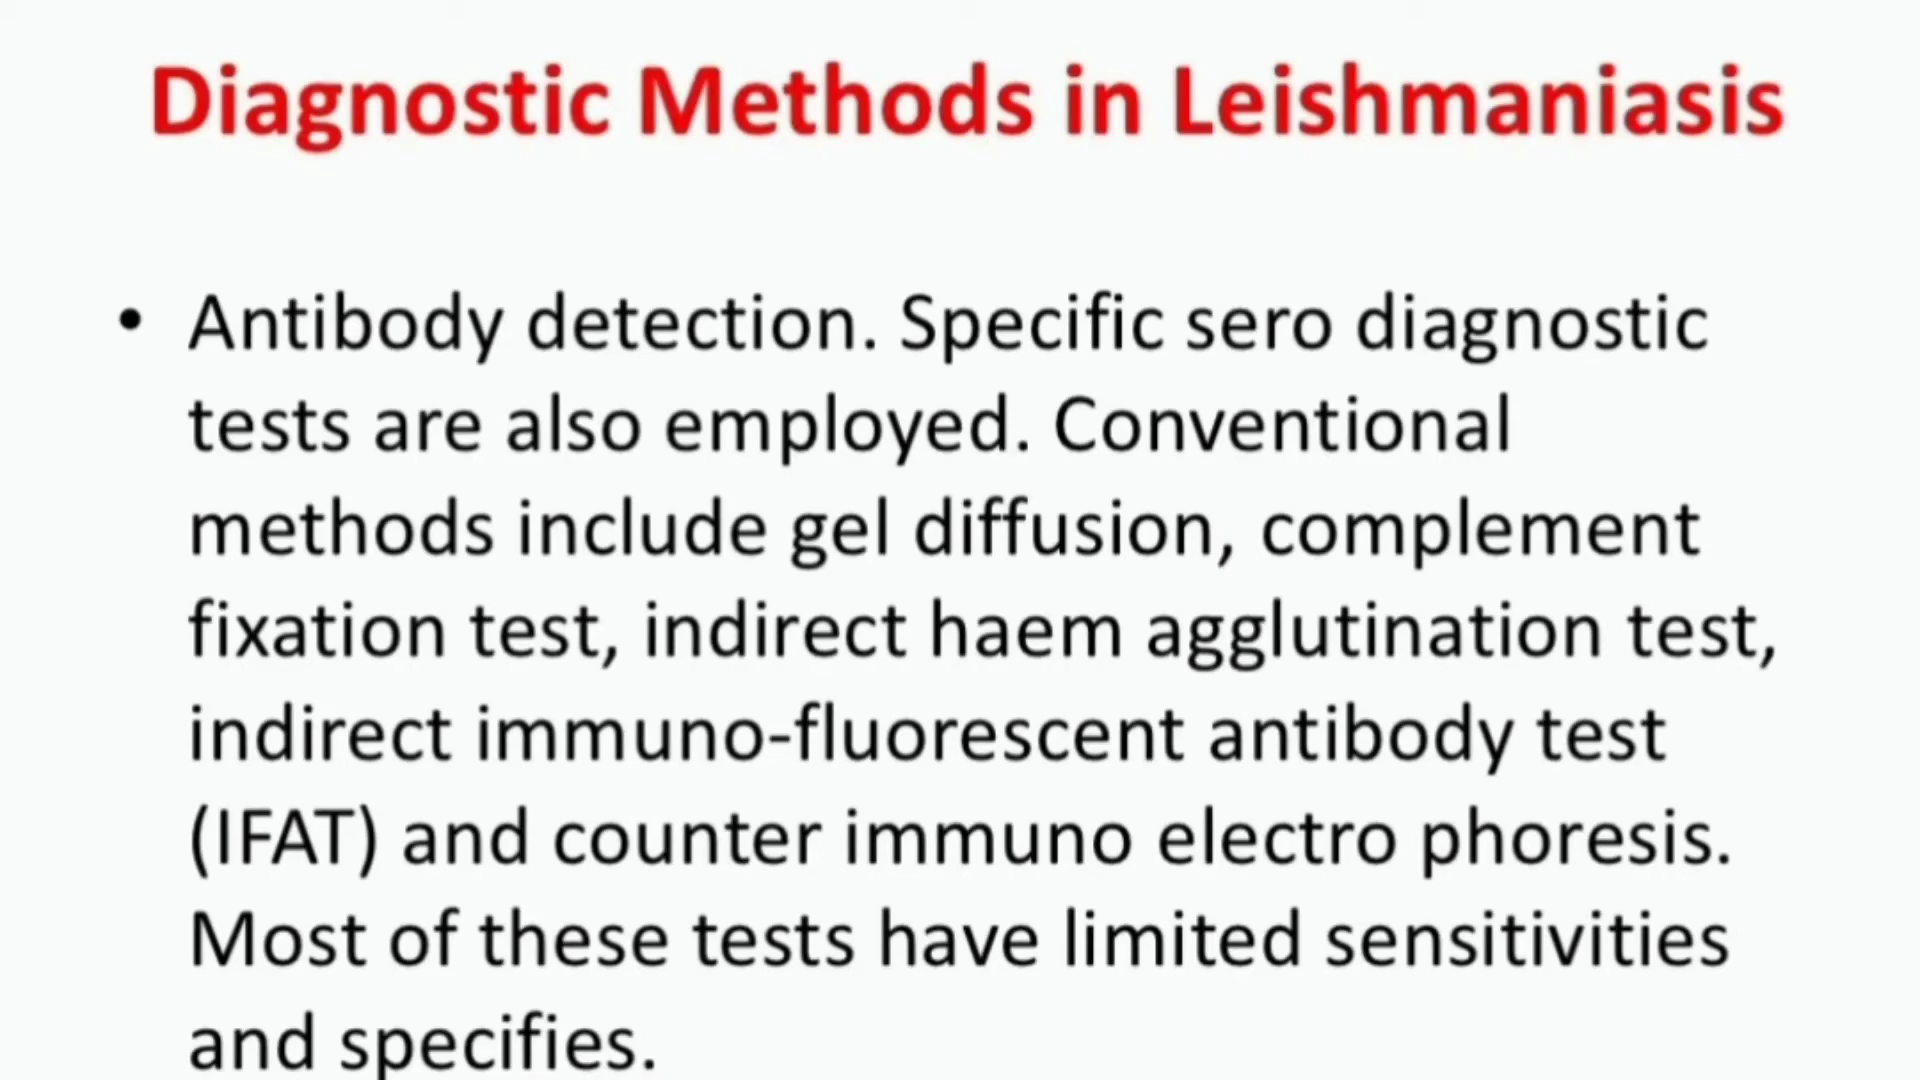 Diagnostic Methods in Leishmaniasis
• Antibody detection. Specific sero diagnostic
tests are also employed. Conventional
methods include gel diffusion, complement
fixation test, indirect haem agglutination test,
indirect immuno-fluorescent antibody test
(IFAT) and counter immuno electro phoresis.
Most of these tests have limited sensitivities
and specifies.